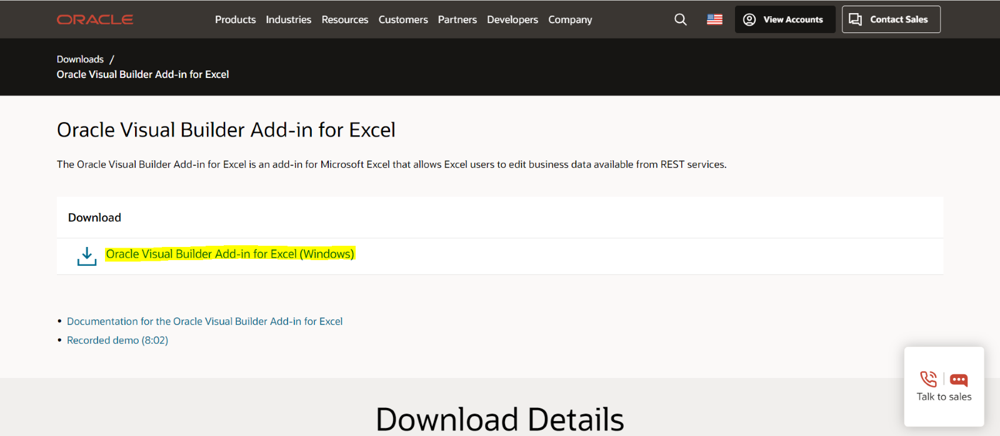 ORACLE
Products Industries Resources Customers Partners Developers Company
View Accounts
Contact Sales
Downloads /
Oracle Visual Builder Add-in for Excel
Oracle Visual Builder Add-in for Excel
The Oracle Visual Builder Add-in for Excel is an add-in for Microsoft Excel that allows Excel users to edit business data available from REST services.
Download
Oracle Visual Builder Add-in for Excel (Windows)
• Documentation for the Oracle Visual Builder Add-in for Excel
• Recorded demo (8:02)
Talk to sales
Download Details